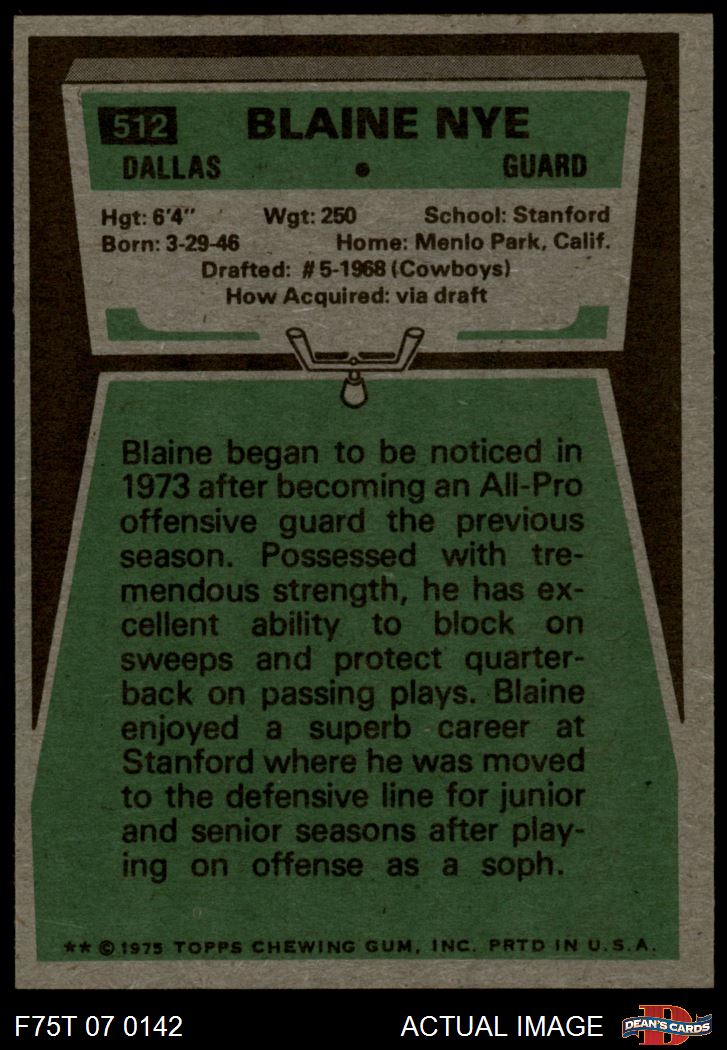 512 BLAINE NYE
DALLAS • GUARD
Hgt: 6'4" Wgt: 250 School: Stanford
Born: 3-29-46 Home: Menlo Park, Calif.
Drafted: #5-1968 (Cowboys)
How Acquired: via draft
Blaine began to be noticed in
1973 after becoming an All-Pro
offensive guard the previous
season. Possessed with tre-
mendous strength, he has ex-
cellent ability to block on
sweeps and protect quarter-
back on passing plays. Blaine
enjoyed a superb career at
Stanford where he was moved
to the defensive line for junior
and senior seasons after play-
ing on offense as a soph.
** © 1975 TOPPS CHEWING GUM, INC. PRTD IN U.S.A.
F75T 07 0142 ACTUAL IMAGE D DEAN'S CARDS